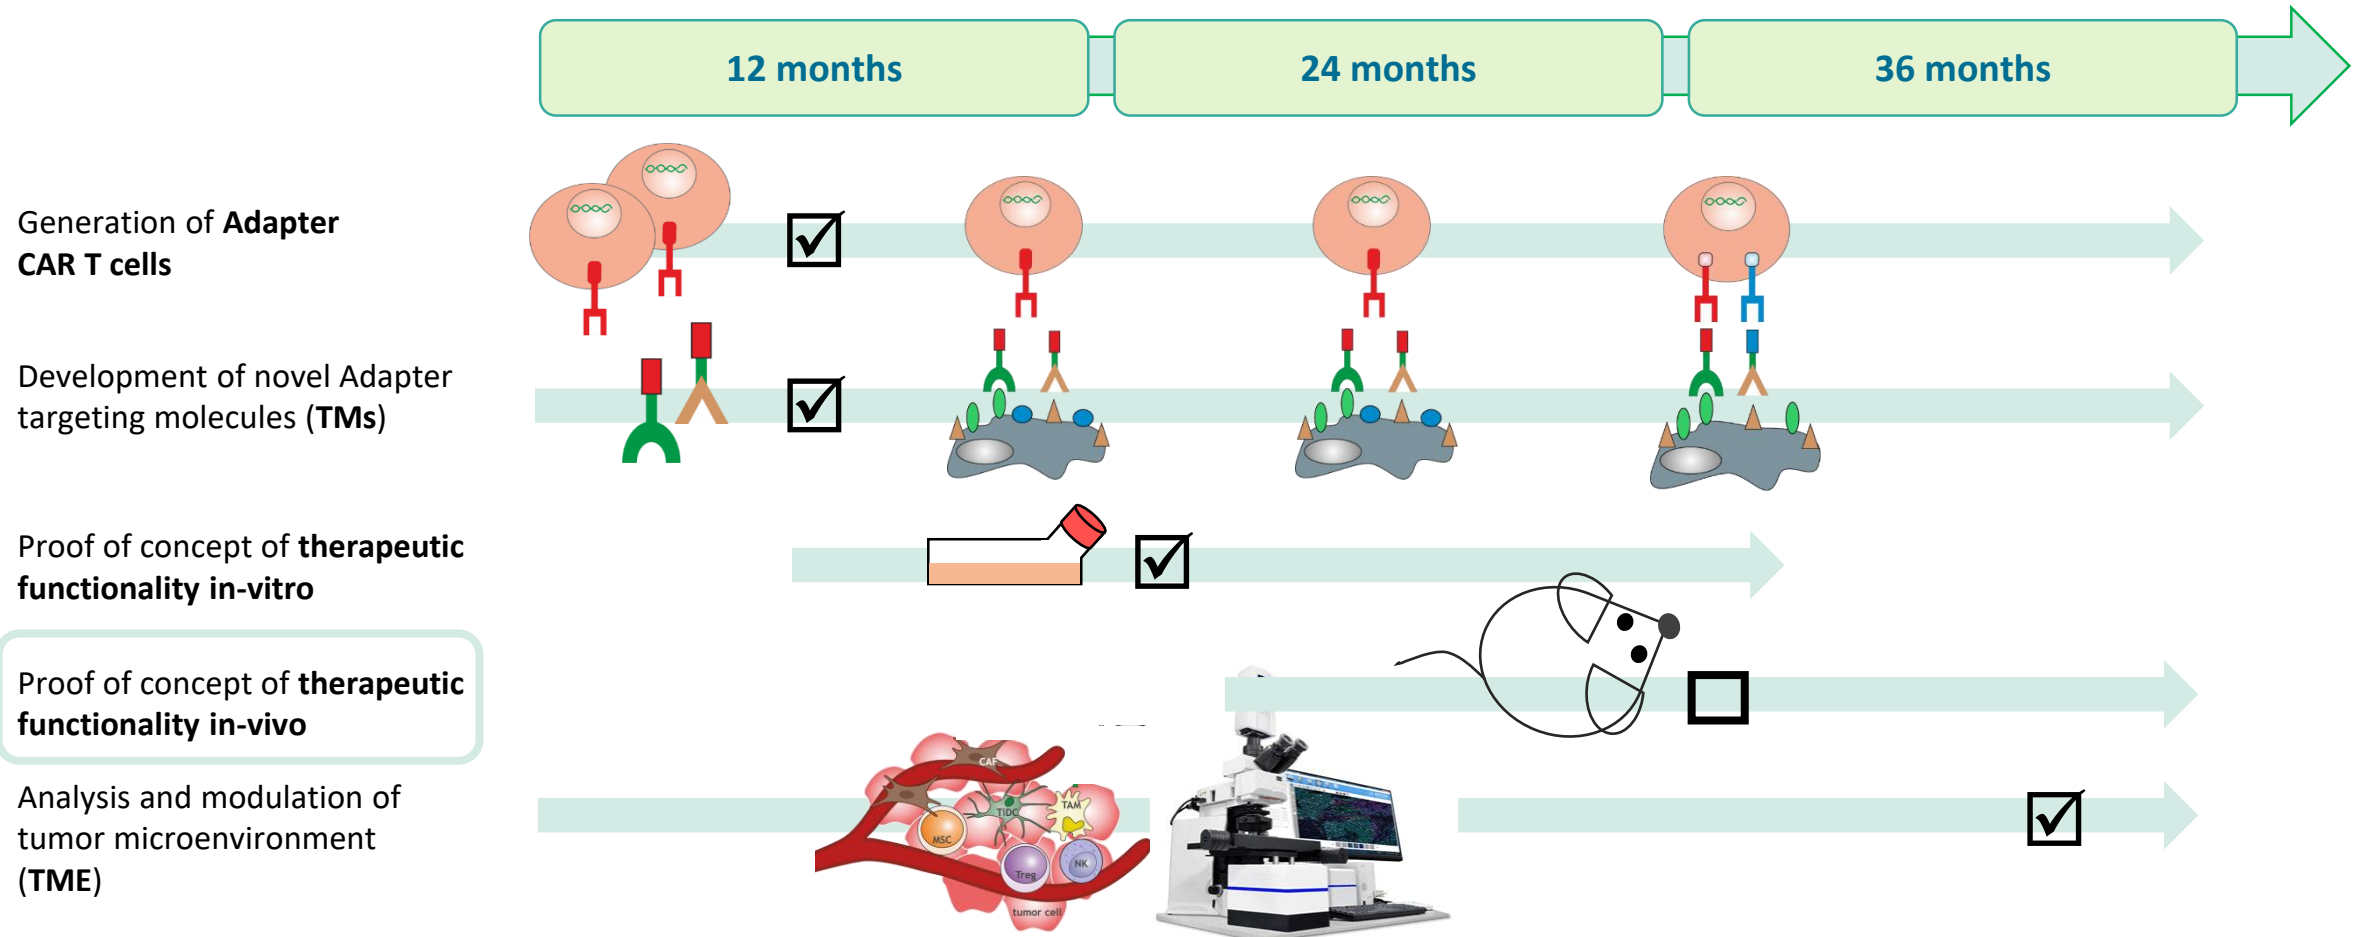 12 months
24 months
36 months
Generation of Adapter
CAR T cells
Development of novel Adapter
targeting molecules (TMs)
Proof of concept of therapeutic
functionality in-vitro
Proof of concept of therapeutic
functionality in-vivo
Analysis and modulation of
tumor microenvironment
(TME)
CAF
TiDC
TAM
MSC
Treg
NK
tumor cell